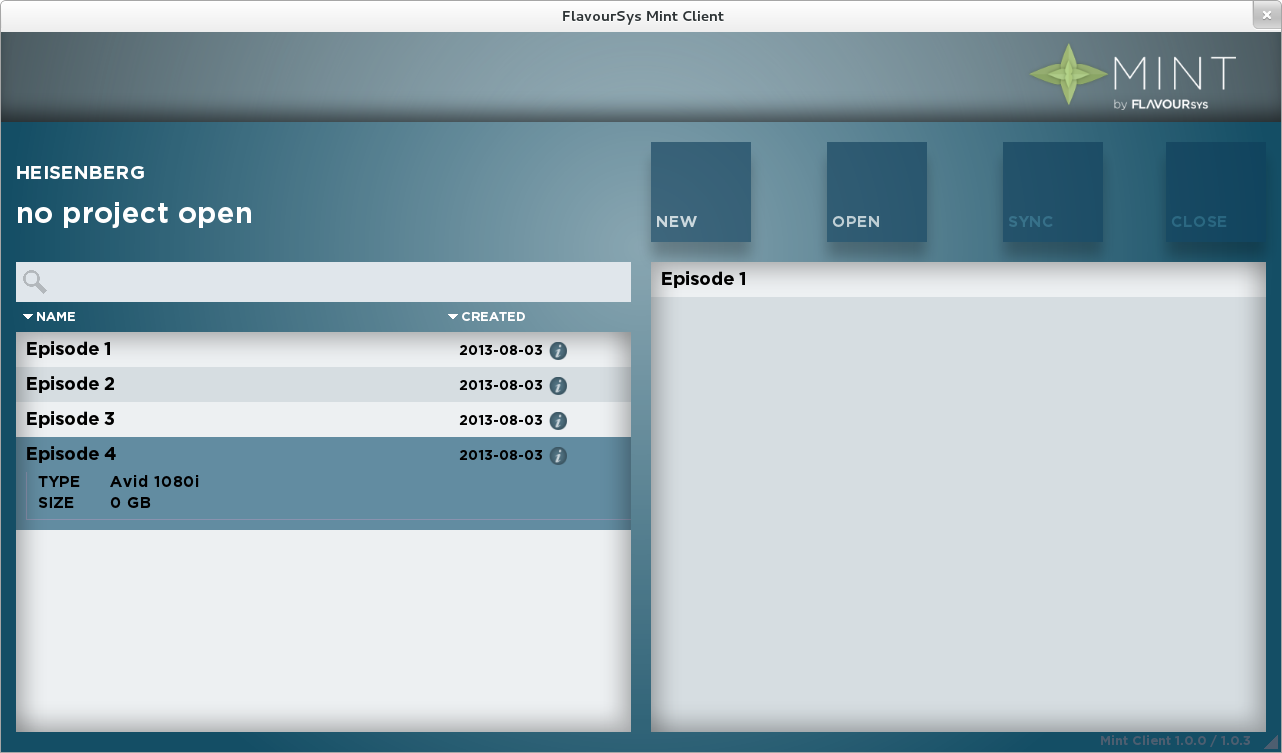 FlavourSys Mint Client
MINT
by FLAVOURsys
HEISENBERG
no project open
NEW
OPEN
SYNC
CLOSE
NAME
CREATED
Episode 1
2013-08-03
Episode 2
2013-08-03
Episode 3
2013-08-03
Episode 4
2013-08-03
TYPE Avid 1080i
SIZE 0 GB
Episode 1
Mint Client 1.0.0 / 1.0.3